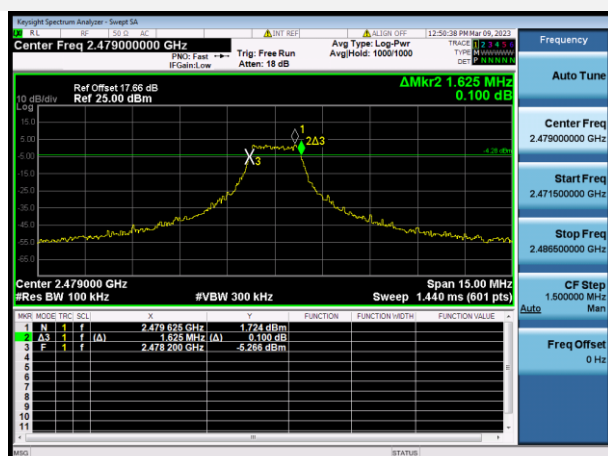 Keysight Spectrum Analyzer - Swept SA
RL RF 50 Ω AC INT REF ALIGN OFF 12:50:38 PM Mar 09, 2023
Center Freq 2.479000000 GHz
PNO: Fast
IFGain:Low
Trig: Free Run
Atten: 18 dB
Avg Type: Log-Pwr
Avg|Hold: 1000/1000
TRACE 1 2 3 4 5 6
TYPE M W W W W W
DET P N N N N N
Frequency
Auto Tune
Center Freq
2.479000000 GHz
Start Freq
2.471500000 GHz
Stop Freq
2.486500000 GHz
CF Step
1.500000 MHz
Auto Man
Freq Offset
0 Hz
ΔMkr2 1.625 MHz
0.100 dB
Ref Offset 17.66 dB
Ref 25.00 dBm
10 dB/div
Log
15.0
5.00
-5.00
-15.0
-25.0
-35.0
-45.0
-55.0
-65.0
1
2Δ3
3
-4.28 dBm
Center 2.479000 GHz Span 15.00 MHz
#Res BW 100 kHz #VBW 300 kHz Sweep 1.440 ms (601 pts)
MKR MODE TRC SCL X Y FUNCTION FUNCTION WIDTH FUNCTION VALUE
1 N 1 f 2.479 625 GHz 1.724 dBm
2 Δ3 1 f (Δ) 1.625 MHz (Δ) 0.100 dB
3 F 1 f 2.478 200 GHz -5.266 dBm
4
5
6
7
8
9
10
11
MSG STATUS